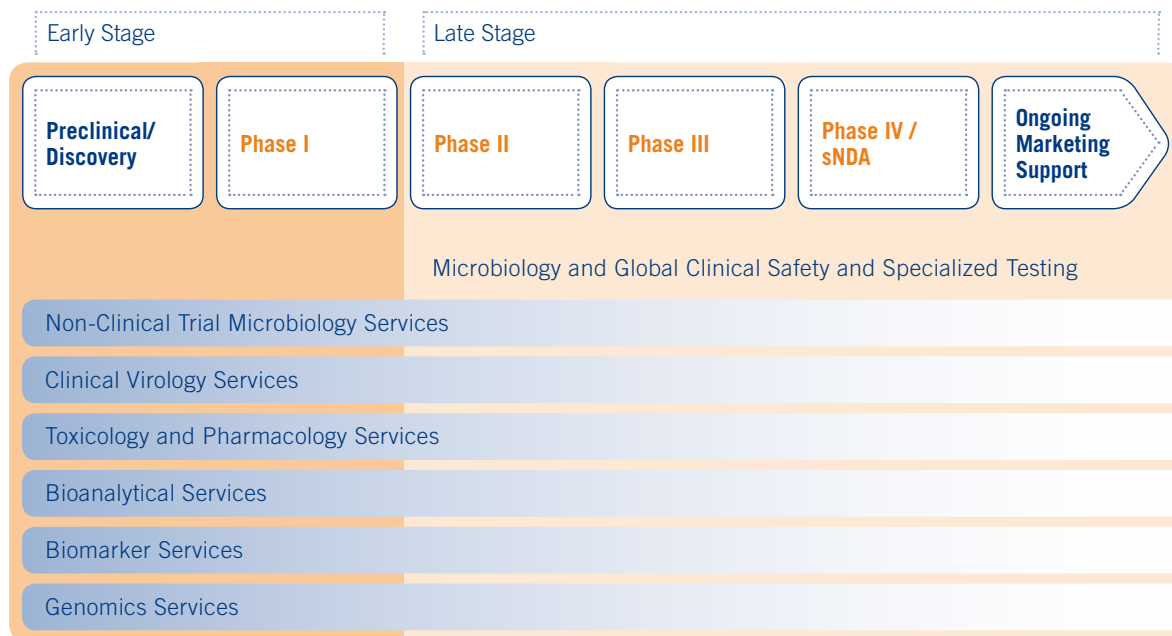 Early Stage
Late Stage
Preclinical/
Discovery
Phase I
Phase II
Phase III
Phase IV /
sNDA
Ongoing
Marketing
Support
Microbiology and Global Clinical Safety and Specialized Testing
Non-Clinical Trial Microbiology Services
Clinical Virology Services
Toxicology and Pharmacology Services
Bioanalytical Services
Biomarker Services
Genomics Services